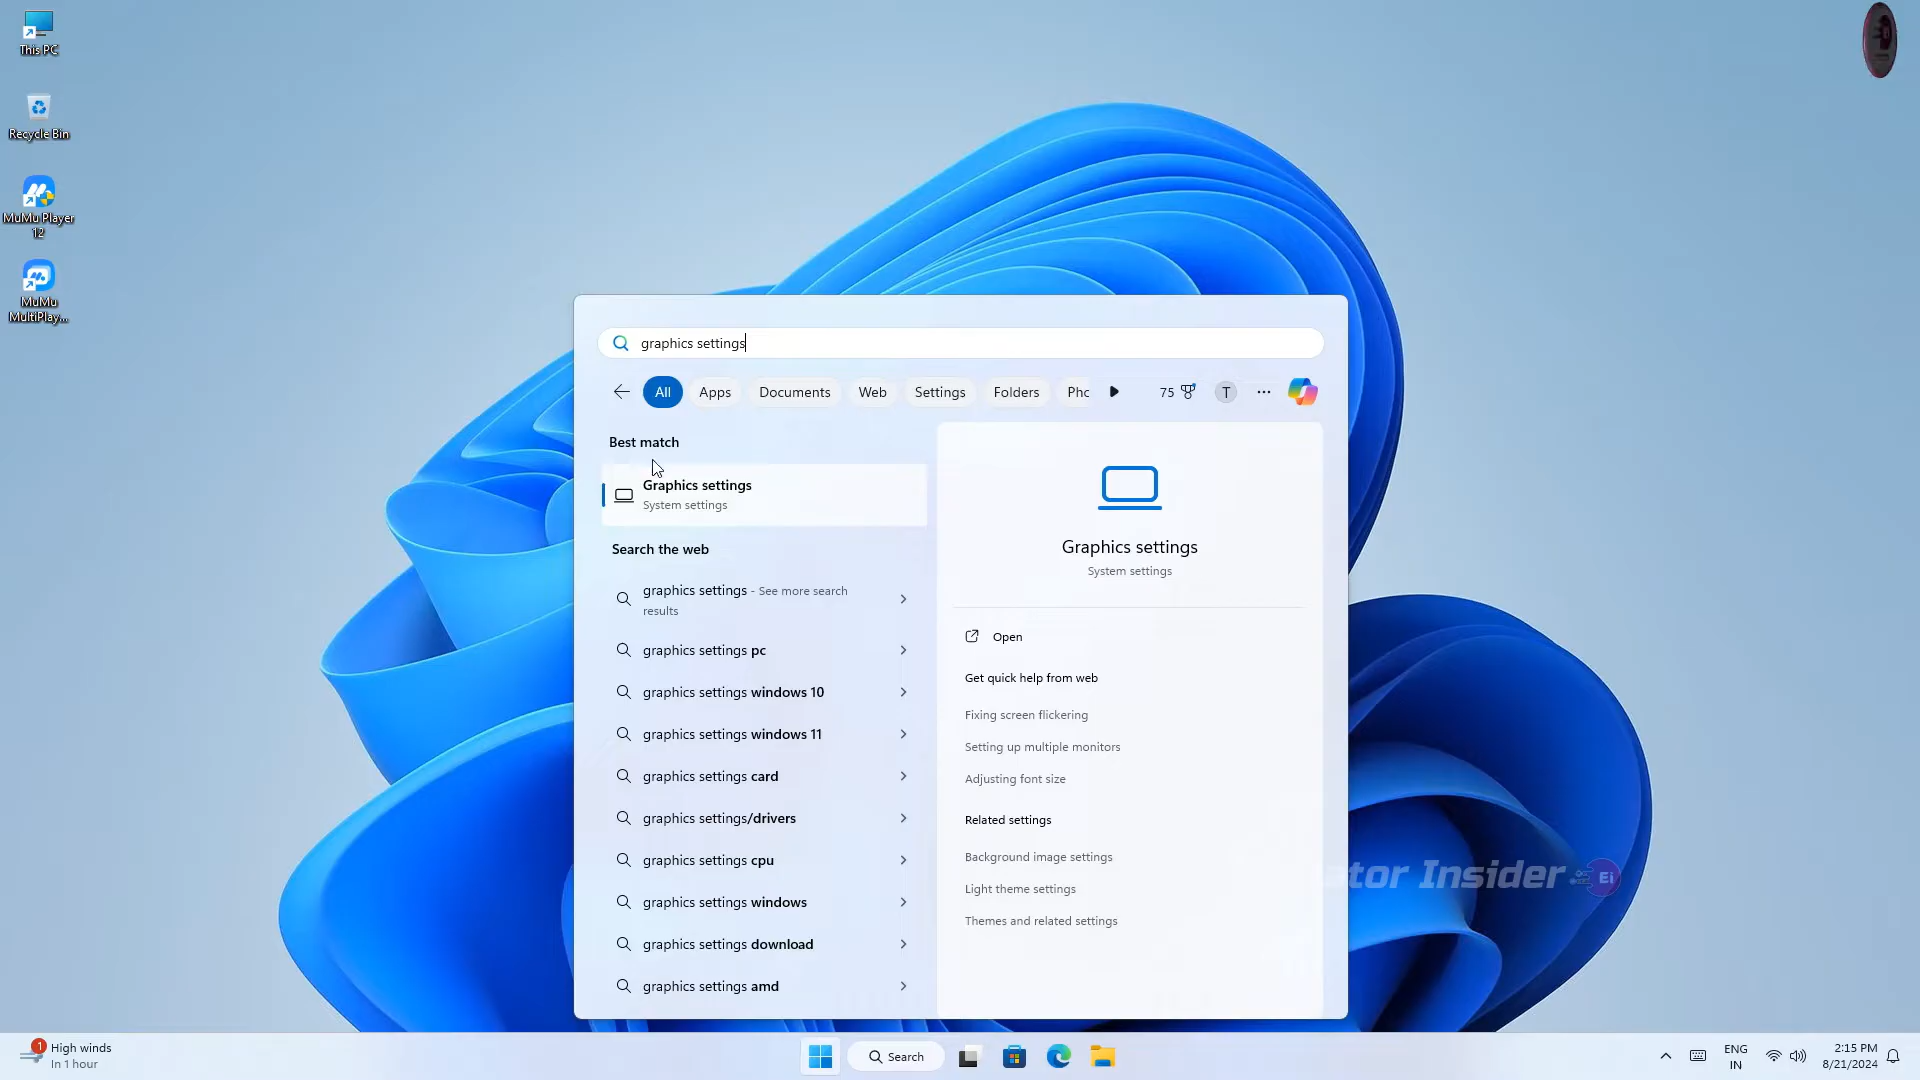 This PC
Recycle Bin
MuMu Player
12
MuMu
MultiPlay...
graphics settings
All
Apps
Documents
Web
Settings
Folders
Pho
75
T
Best match
Graphics settings
System settings
Search the web
graphics settings - See more search
results
graphics settings pc
graphics settings windows 10
graphics settings windows 11
graphics settings card
graphics settings/drivers
graphics settings cpu
graphics settings windows
graphics settings download
graphics settings amd
Graphics settings
System settings
Open
Get quick help from web
Fixing screen flickering
Setting up multiple monitors
Adjusting font size
Related settings
Background image settings
Light theme settings
Themes and related settings
ator Insider
Ei
1
High winds
In 1 hour
Search
ENG
IN
2:15 PM
8/21/2024